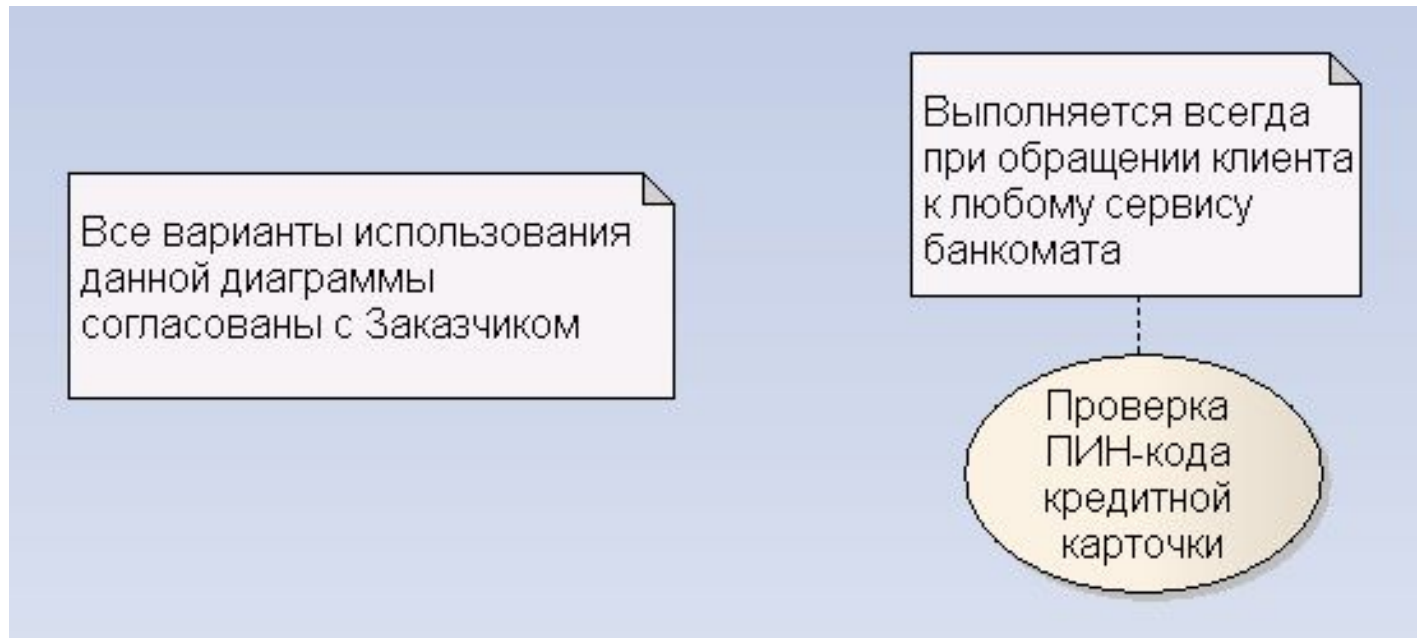 Все варианты использования
данной диаграммы
согласованы с Заказчиком
Выполняется всегда
при обращении клиента
к любому сервису
банкомата
Проверка
ПИН-кода
кредитной
карточки